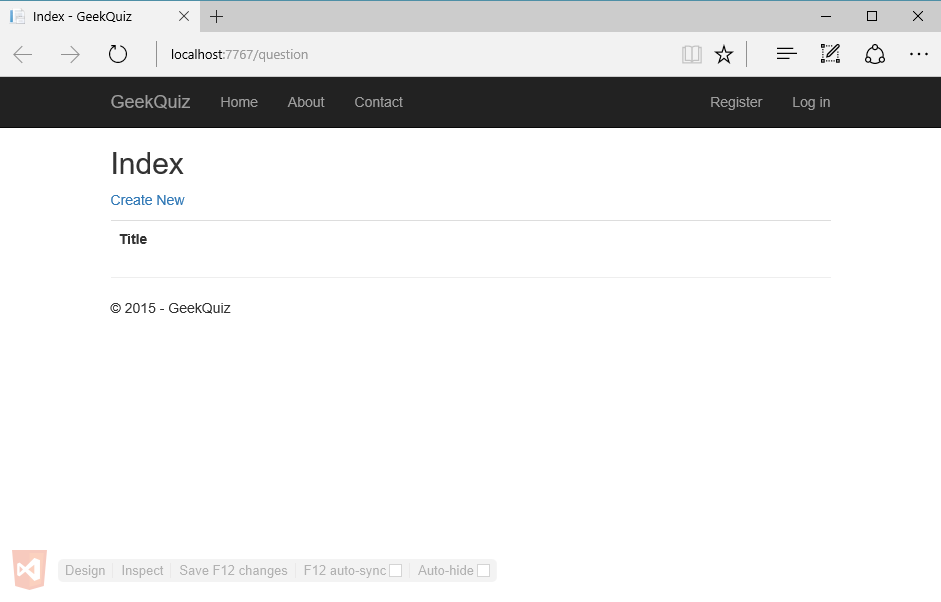 Index - GeekQuiz
localhost:7767/question
GeekQuiz Home About Contact Register Log in
Index
Create New
Title
© 2015 - GeekQuiz
Design Inspect Save F12 changes F12 auto-sync Auto-hide